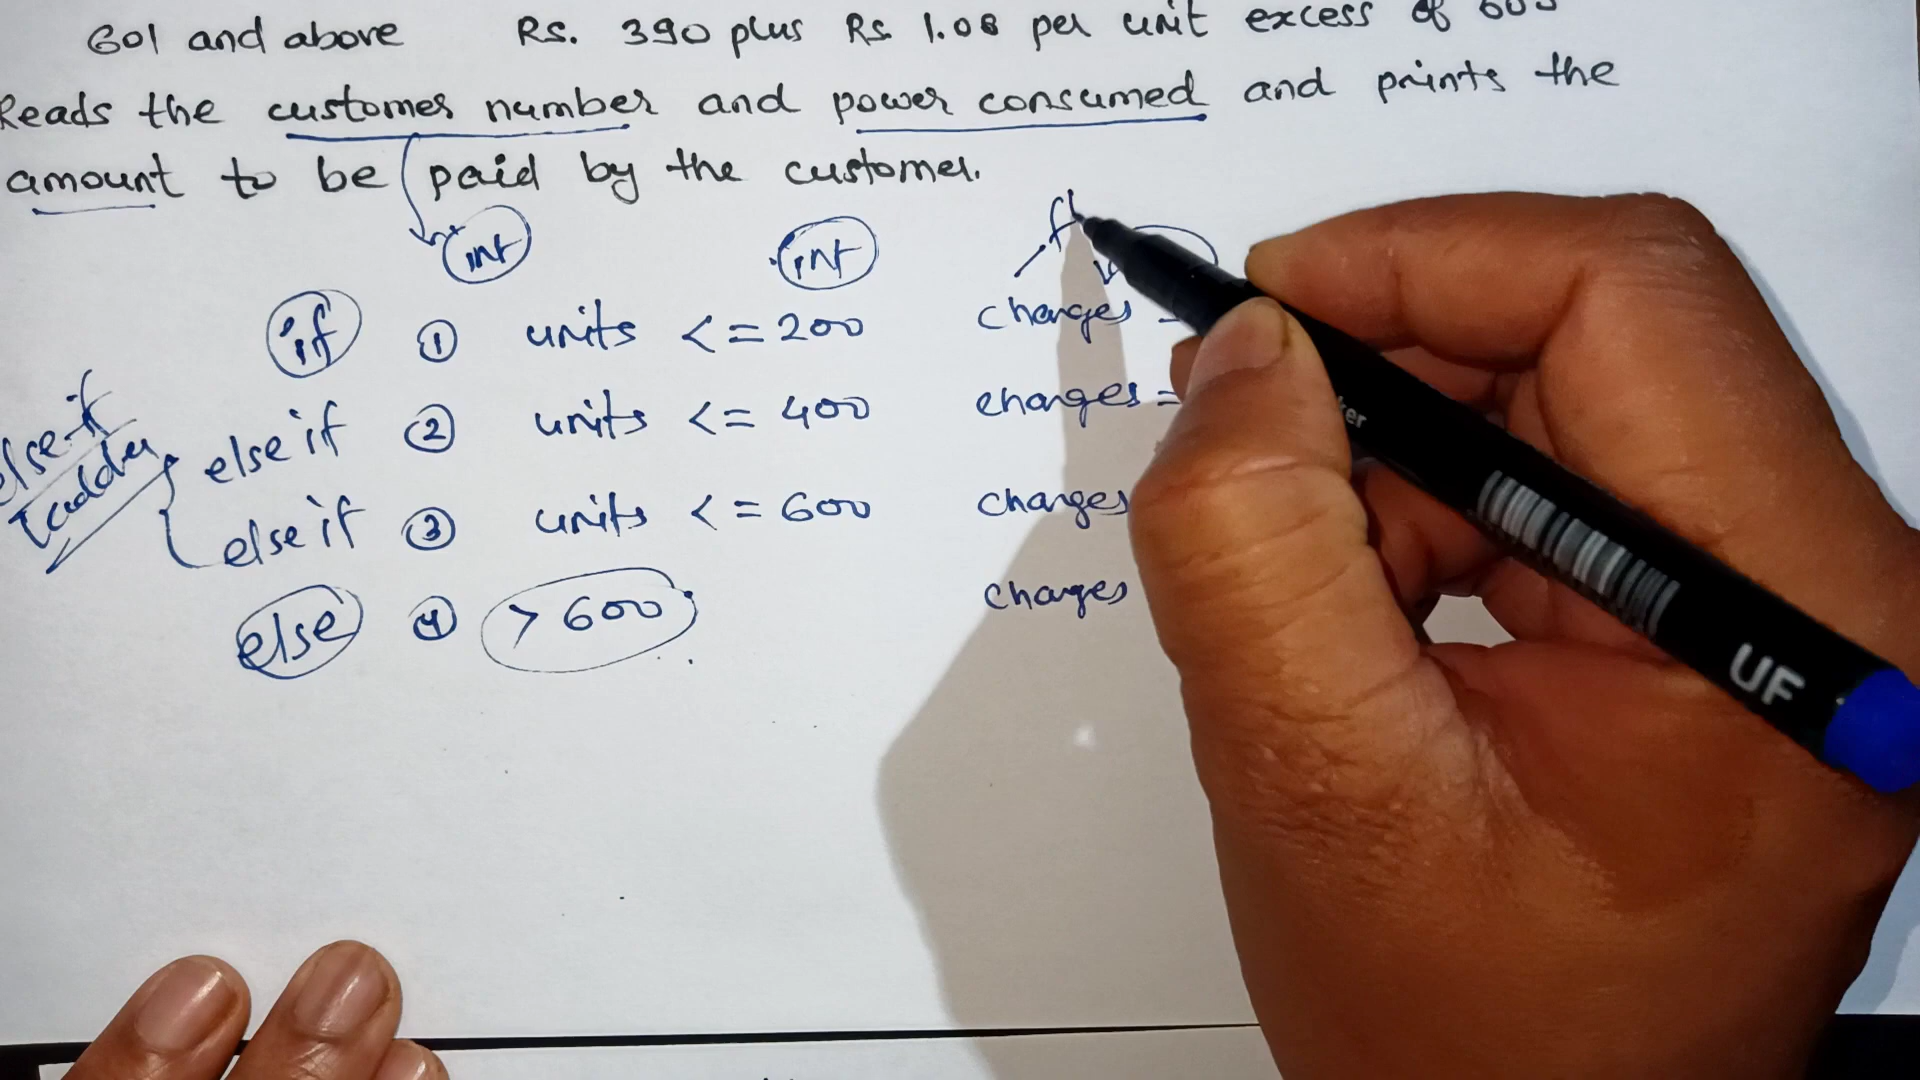 601 and above Rs. 390 plus Rs. 1.08 per unit excess of 600
Reads the customer number and power consumed and prints the
amount to be paid by the customer.
int int fl
if ① units <= 200 charges =
else if ② units <= 400 charges =
else if ③ units <= 600 charges
else ④ > 600 charges
else-if
ladder
UF